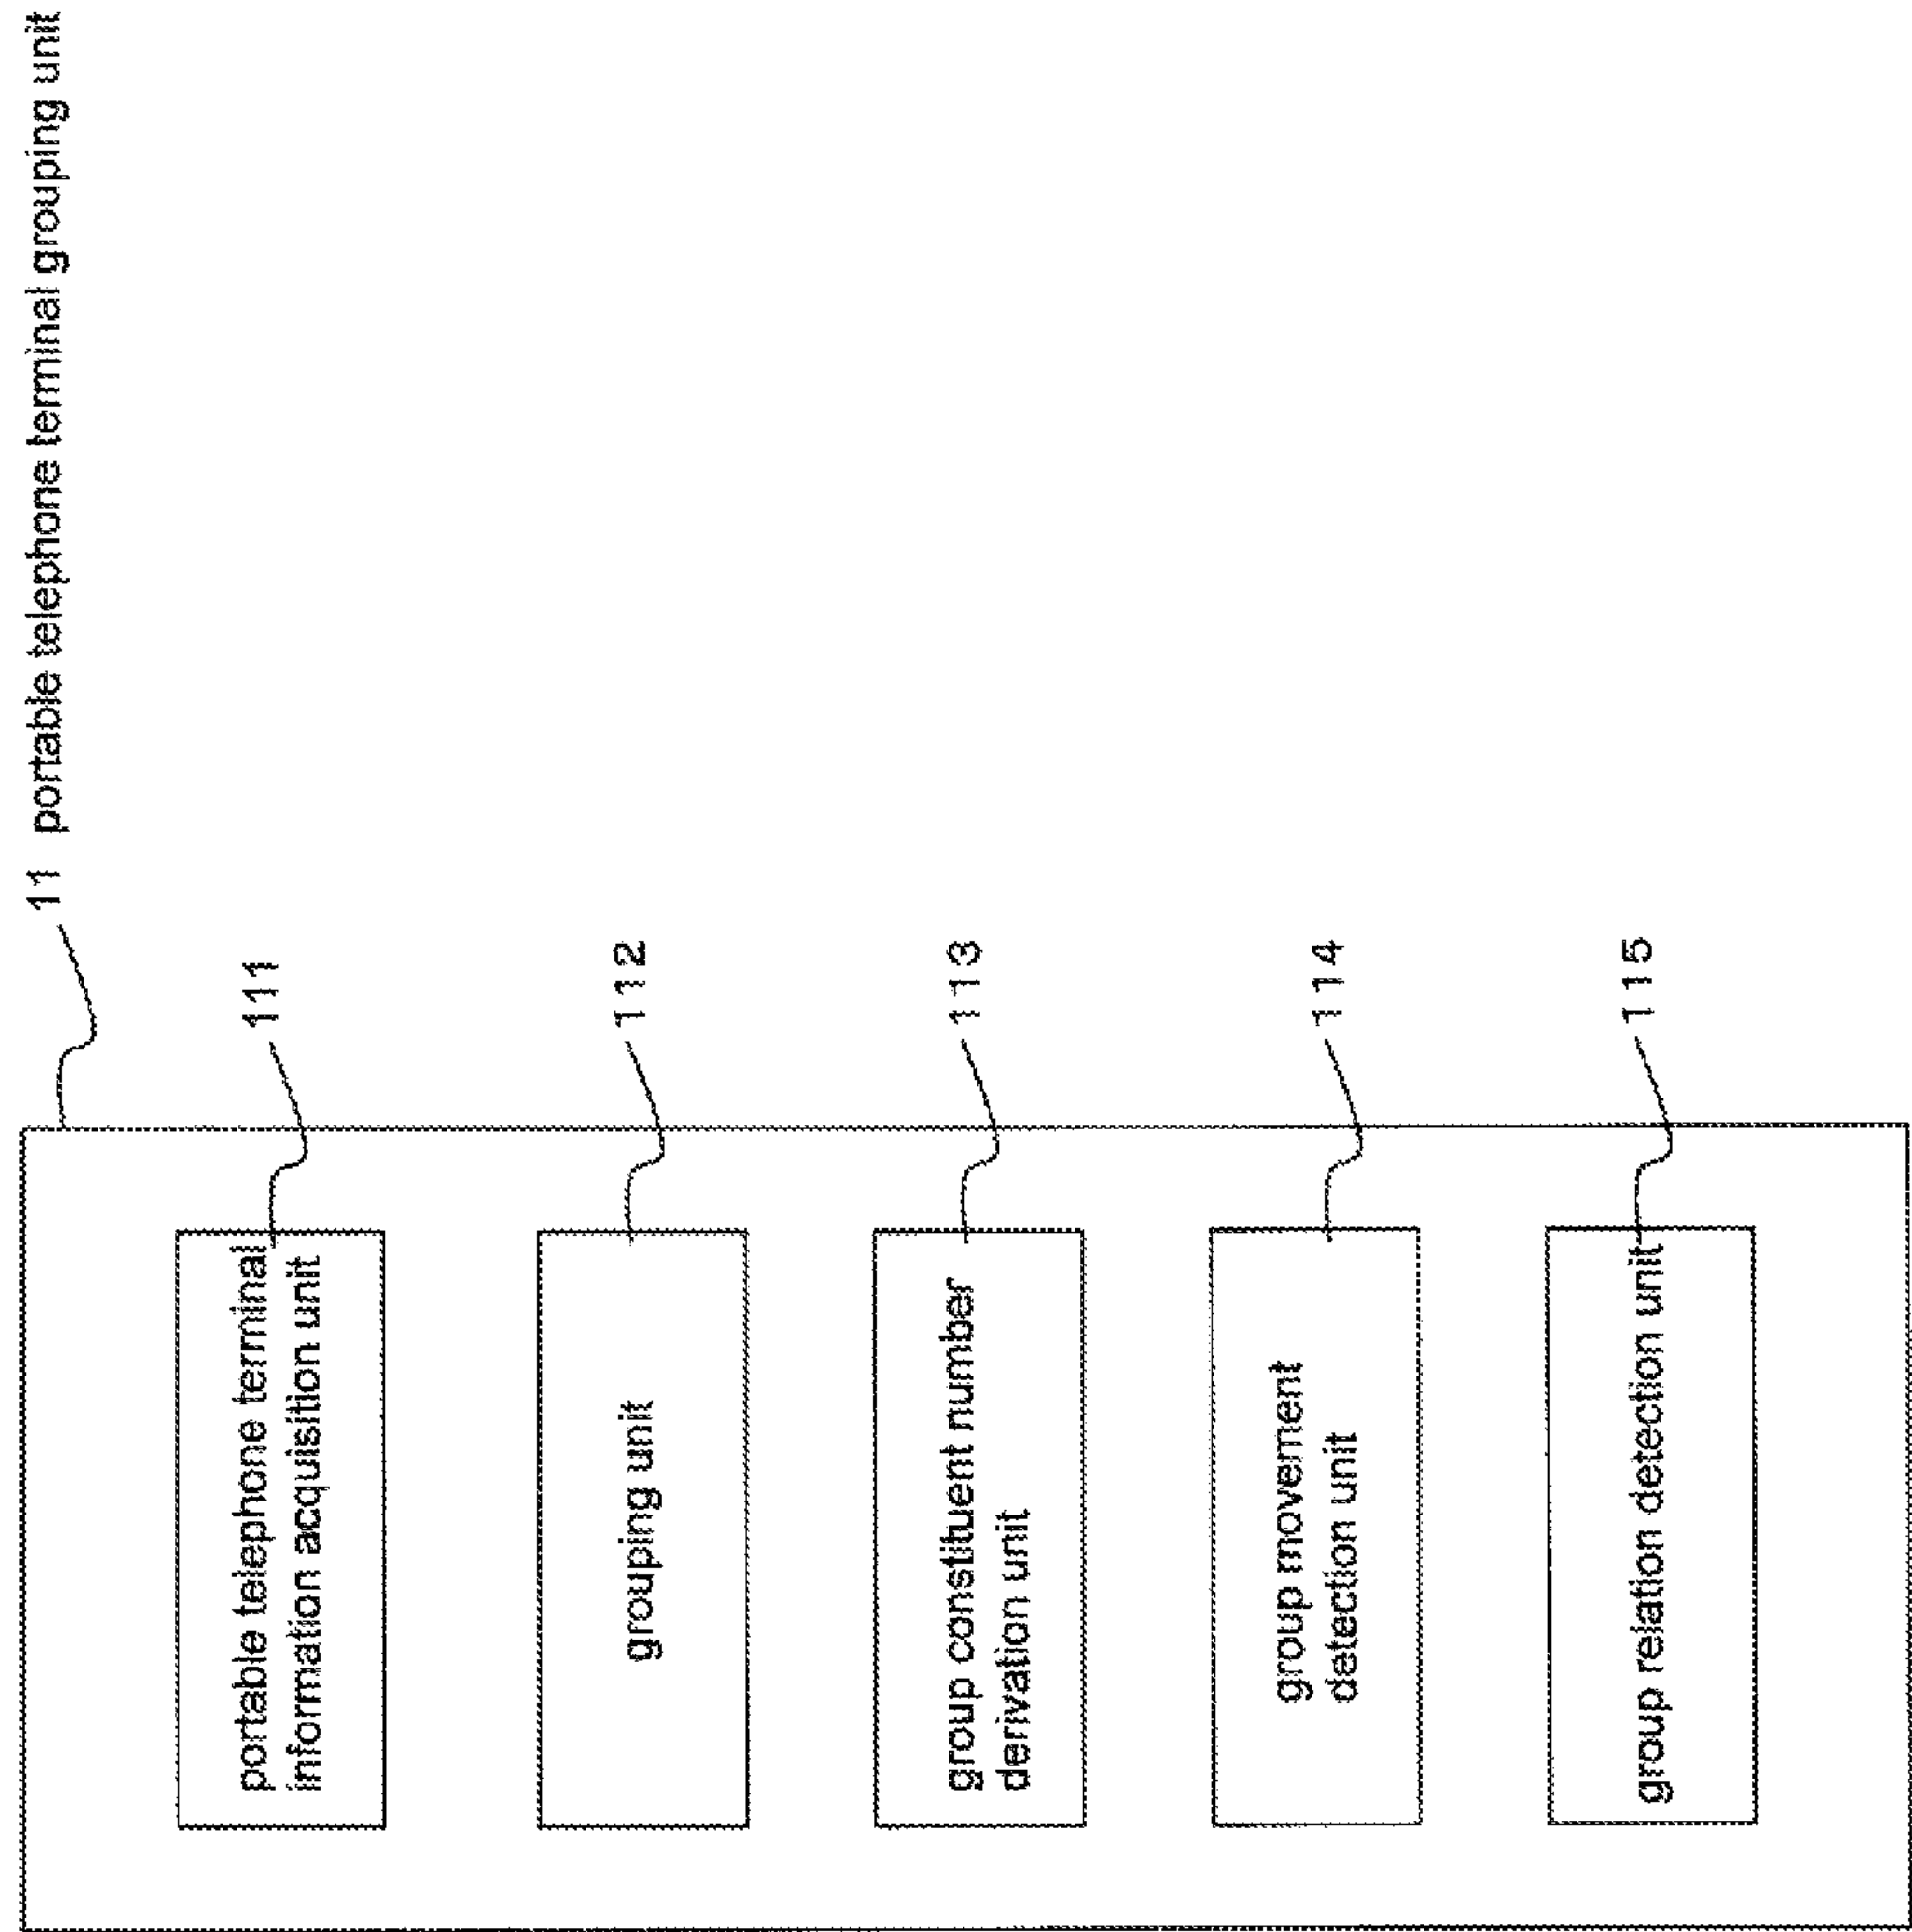 11 portable telephone terminal grouping unit
portable telephone terminal
information acquisition unit
111
grouping unit
112
group constituent number
derivation unit
113
group movement
detection unit
114
group relation detection unit
115